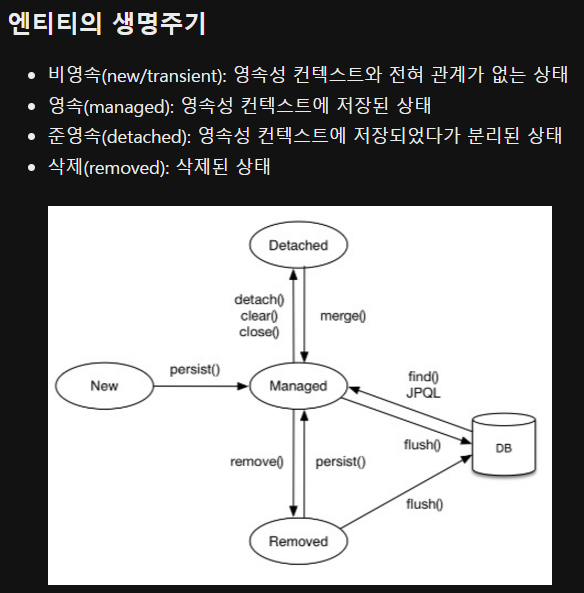 엔티티의 생명주기
비영속(new/transient): 영속성 컨텍스트와 전혀 관계가 없는 상태
영속(managed): 영속성 컨텍스트에 저장된 상태
준영속(detached): 영속성 컨텍스트에 저장되었다가 분리된 상태
삭제(removed): 삭제된 상태
Detached
detach()
clear()
close()
merge()
persist()
New
Managed
find()
JPQL
flush()
DB
remove()
persist()
flush()
Removed